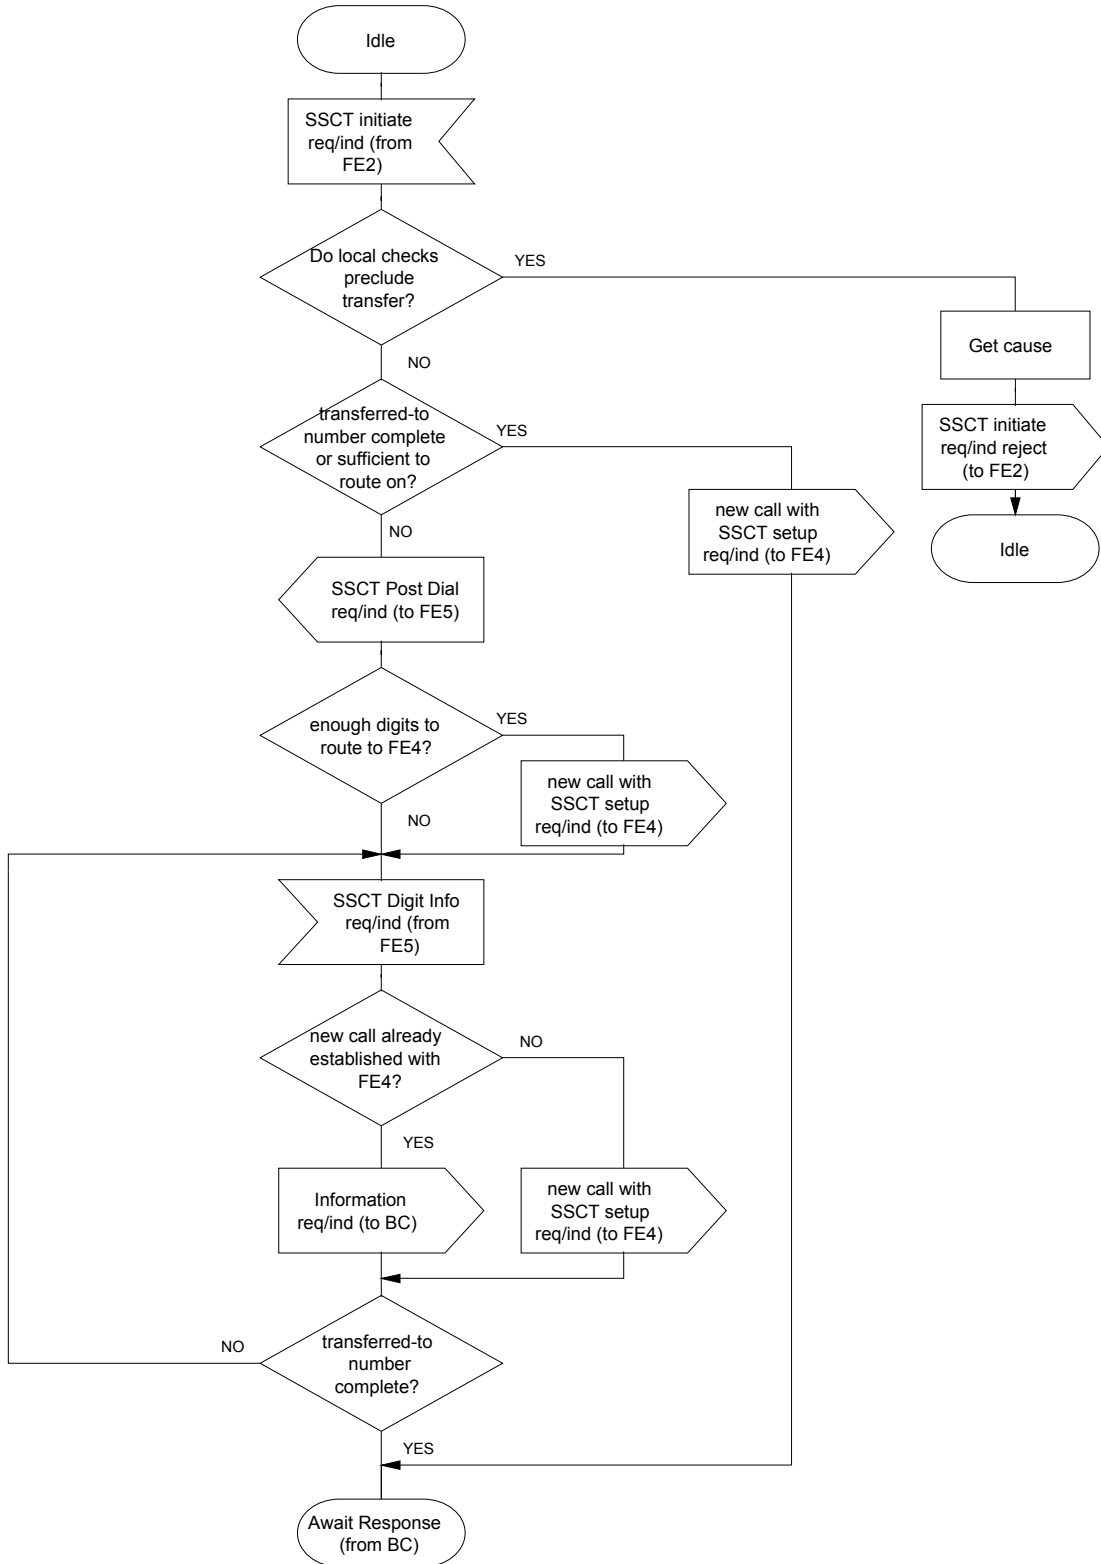 Idle
SSCT initiate
req/ind (from
FE2)
Do local checks
preclude
transfer?
YES
NO
Get cause
SSCT initiate
req/ind reject
(to FE2)
Idle
transferred-to
number complete
or sufficient to
route on?
YES
NO
new call with
SSCT setup
req/ind (to FE4)
SSCT Post Dial
req/ind (to FE5)
enough digits to
route to FE4?
YES
NO
new call with
SSCT setup
req/ind (to FE4)
SSCT Digit Info
req/ind (from
FE5)
new call already
established with
FE4?
NO
YES
Information
req/ind (to BC)
new call with
SSCT setup
req/ind (to FE4)
transferred-to
number
complete?
NO
YES
Await Response
(from BC)